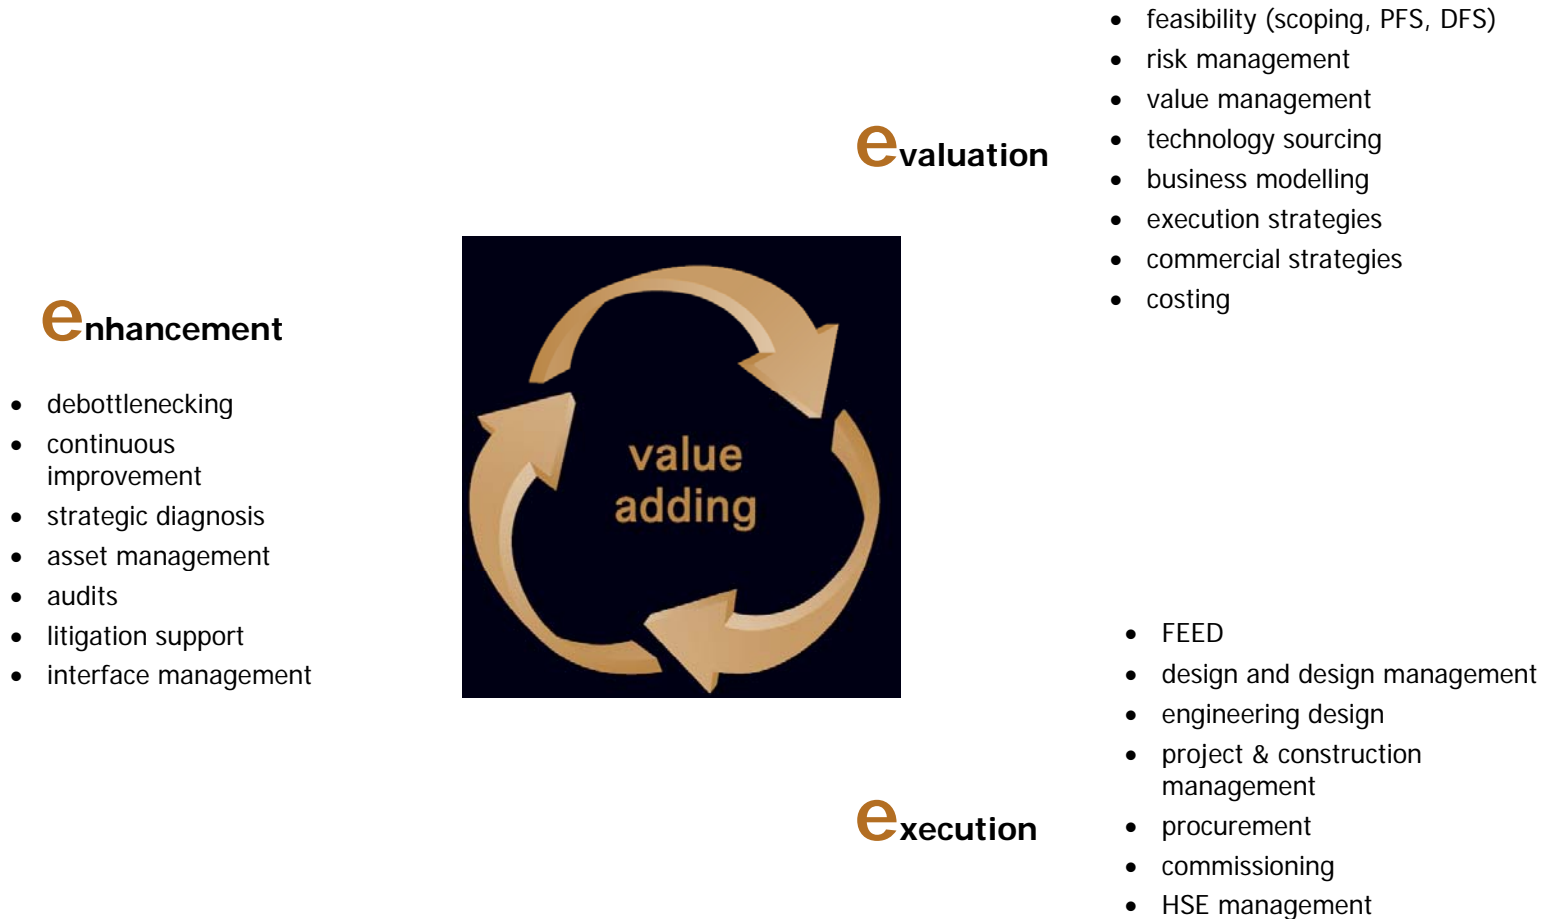 • feasibility (scoping, PFS, DFS)
• risk management
• value management
• technology sourcing
• business modelling
• execution strategies
• commercial strategies
• costing
evaluation
enhancement
• debottlenecking
• continuous
improvement
• strategic diagnosis
• asset management
• audits
• litigation support
• interface management
value
adding
execution
• FEED
• design and design management
• engineering design
• project & construction
management
• procurement
• commissioning
• HSE management